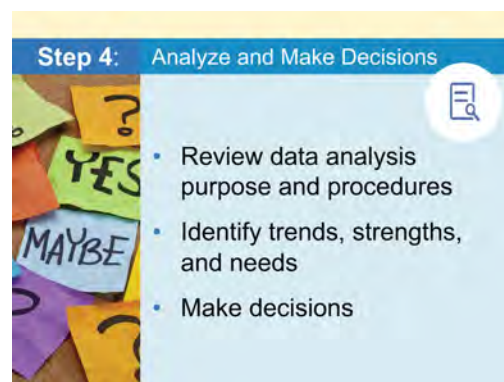 Step 4: Analyze and Make Decisions
?
YES
MAYBE
?
• Review data analysis
purpose and procedures
• Identify trends, strengths,
and needs
• Make decisions